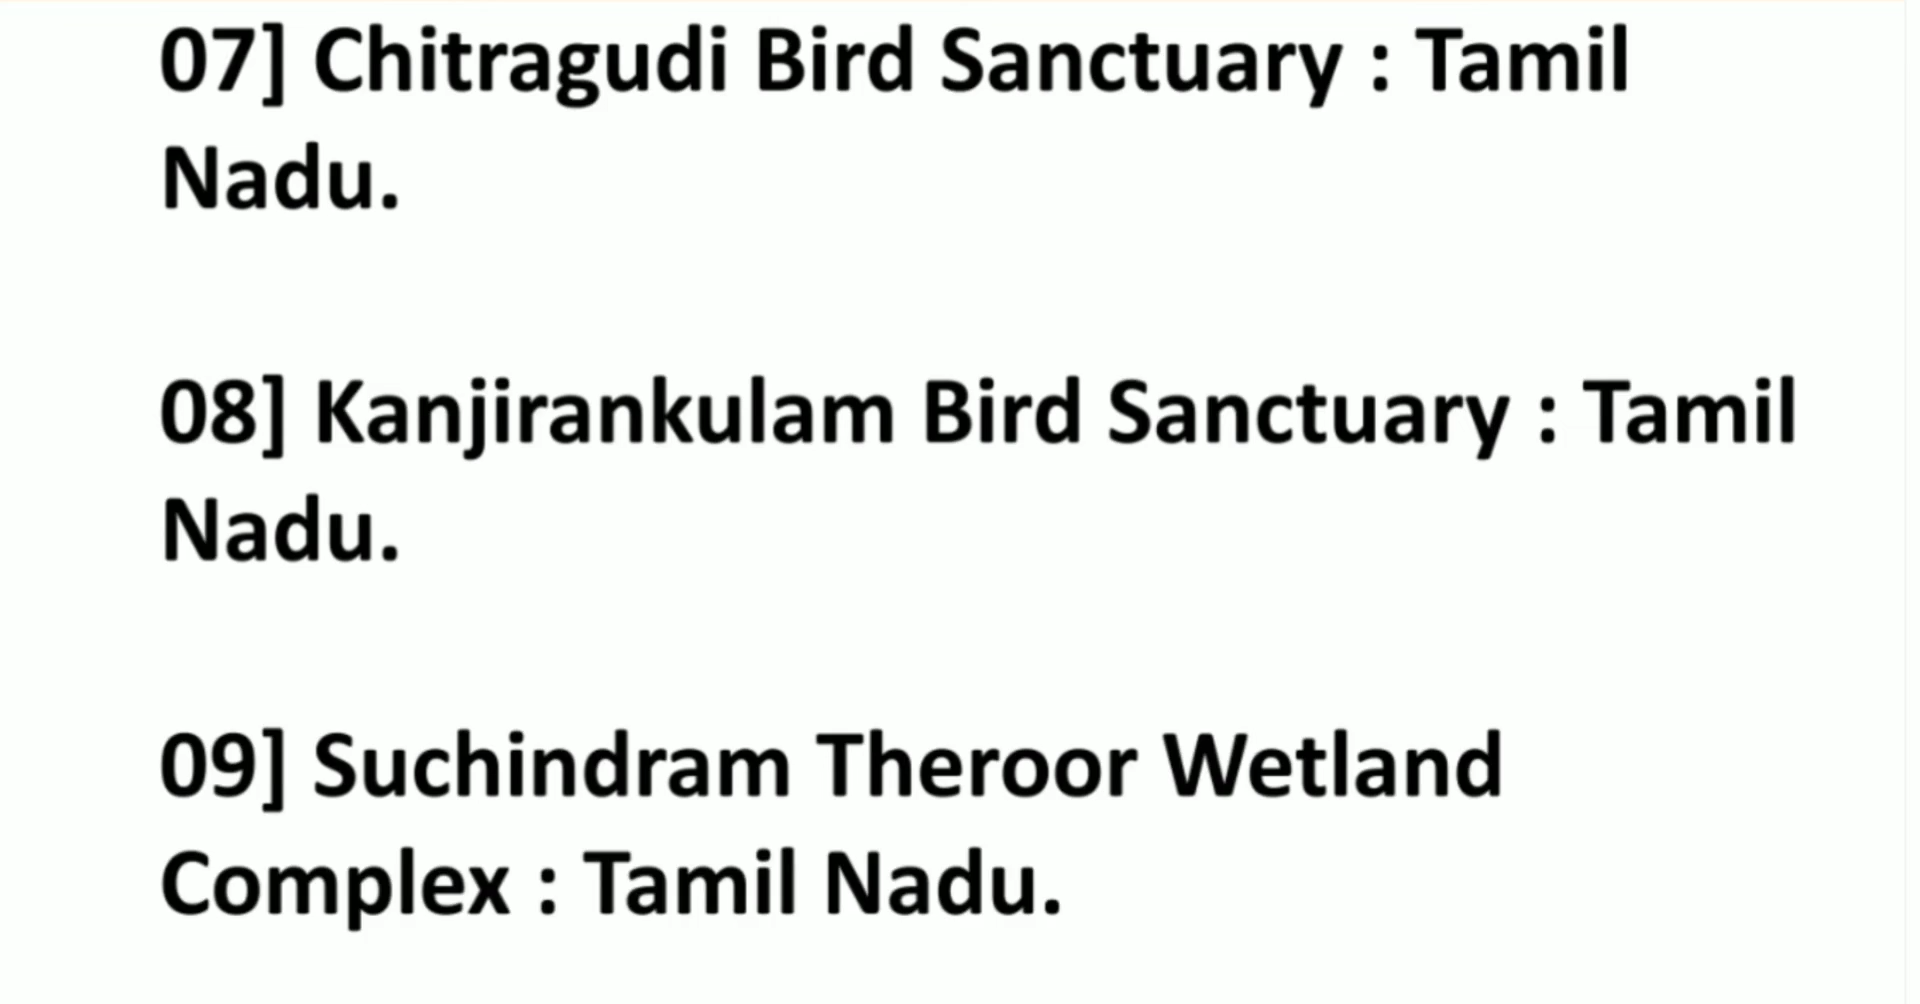 07] Chitragudi Bird Sanctuary : Tamil
Nadu.
08] Kanjirankulam Bird Sanctuary : Tamil
Nadu.
09] Suchindram Theroor Wetland
Complex : Tamil Nadu.